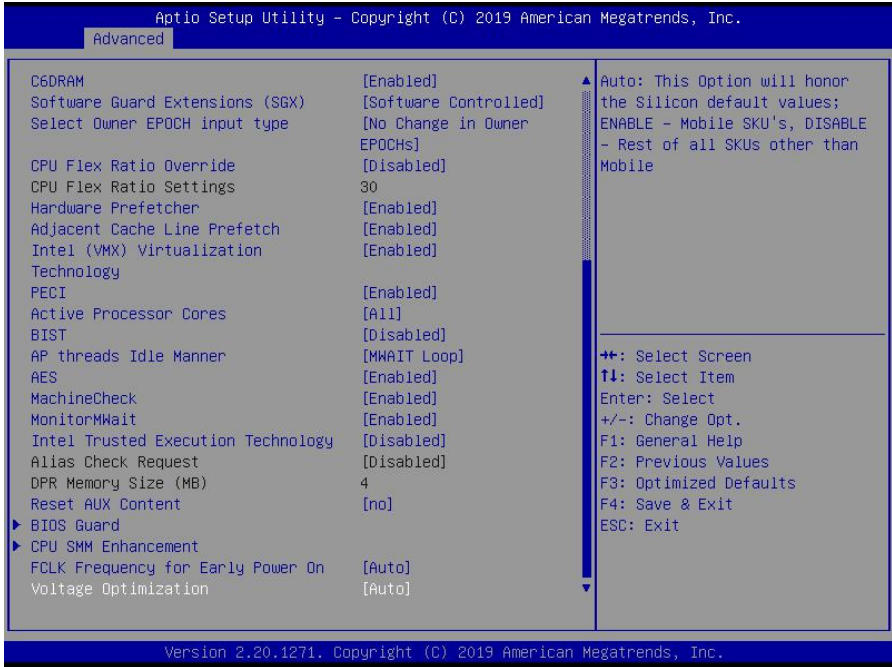 Aptio Setup Utility – Copyright (C) 2019 American Megatrends, Inc.
Advanced
C6DRAM [Enabled]
Software Guard Extensions (SGX) [Software Controlled]
Select Owner EPOCH input type [No Change in Owner
EPOCHs]
CPU Flex Ratio Override [Disabled]
CPU Flex Ratio Settings 30
Hardware Prefetcher [Enabled]
Adjacent Cache Line Prefetch [Enabled]
Intel (VMX) Virtualization [Enabled]
Technology
PECI [Enabled]
Active Processor Cores [All]
BIST [Disabled]
AP threads Idle Manner [MWAIT Loop]
AES [Enabled]
MachineCheck [Enabled]
MonitorMWait [Enabled]
Intel Trusted Execution Technology [Disabled]
Alias Check Request [Disabled]
DPR Memory Size (MB) 4
Reset AUX Content [no]
BIOS Guard
CPU SMM Enhancement
FCLK Frequency for Early Power On [Auto]
Voltage Optimization [Auto]
Auto: This Option will honor
the Silicon default values;
ENABLE – Mobile SKU's, DISABLE
– Rest of all SKUs other than
Mobile
→←: Select Screen
↑↓: Select Item
Enter: Select
+/-: Change Opt.
F1: General Help
F2: Previous Values
F3: Optimized Defaults
F4: Save & Exit
ESC: Exit
Version 2.20.1271. Copyright (C) 2019 American Megatrends, Inc.